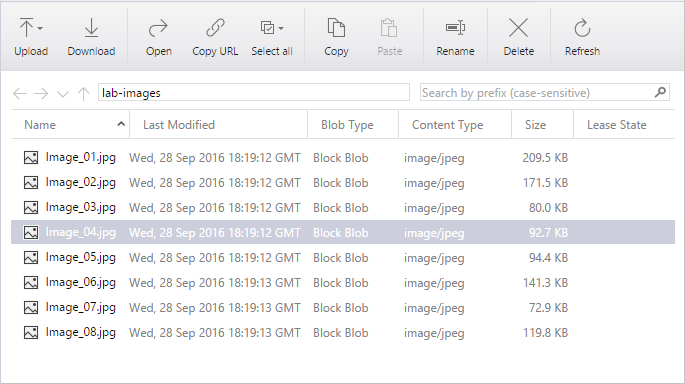 Upload Download Open Copy URL Select all Copy Paste Rename Delete Refresh
lab-images Search by prefix (case-sensitive)
Name Last Modified Blob Type Content Type Size Lease State
Image_01.jpg Wed, 28 Sep 2016 18:19:12 GMT Block Blob image/jpeg 209.5 KB
Image_02.jpg Wed, 28 Sep 2016 18:19:12 GMT Block Blob image/jpeg 171.5 KB
Image_03.jpg Wed, 28 Sep 2016 18:19:12 GMT Block Blob image/jpeg 80.0 KB
Image_04.jpg Wed, 28 Sep 2016 18:19:12 GMT Block Blob image/jpeg 92.7 KB
Image_05.jpg Wed, 28 Sep 2016 18:19:12 GMT Block Blob image/jpeg 94.4 KB
Image_06.jpg Wed, 28 Sep 2016 18:19:13 GMT Block Blob image/jpeg 141.3 KB
Image_07.jpg Wed, 28 Sep 2016 18:19:13 GMT Block Blob image/jpeg 72.9 KB
Image_08.jpg Wed, 28 Sep 2016 18:19:13 GMT Block Blob image/jpeg 119.8 KB